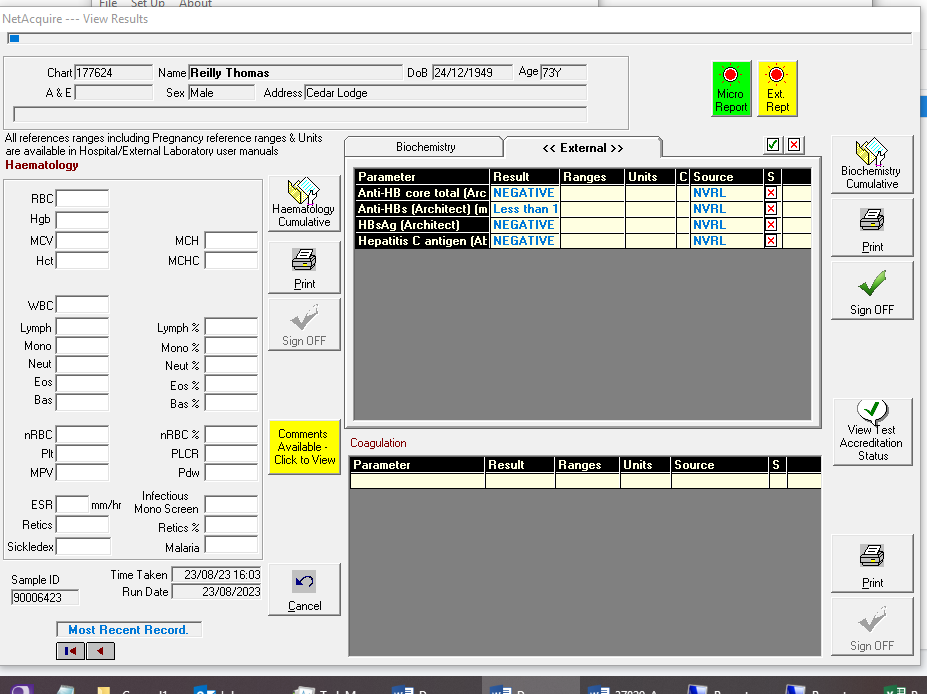 File Set Up About
NetAcquire --- View Results
Chart 177624 Name Reilly Thomas DoB 24/12/1949 Age 73Y
A & E Sex Male Address Cedar Lodge
Micro Report
Ext. Rept
All references ranges including Pregnancy reference ranges & Units
are available in Hospital/External Laboratory user manuals
Haematology
RBC
Hgb
MCV MCH
Hct MCHC
WBC
Lymph Lymph %
Mono Mono %
Neut Neut %
Eos Eos %
Bas Bas %
nRBC nRBC %
Plt PLCR
MPV Pdw
ESR mm/hr Infectious Mono Screen
Retics Retics %
Sickledex Malaria
Sample ID
90006423
Time Taken 23/08/23 16:03
Run Date 23/08/2023
Most Recent Record.
Haematology
Cumulative
Print
Sign OFF
Comments
Available -
Click to View
Cancel
Biochemistry << External >>
Parameter Result Ranges Units C Source S
Anti-HB core total (Arc NEGATIVE NVRL
Anti-HBs (Architect) (m Less than 1 NVRL
HBsAg (Architect) NEGATIVE NVRL
Hepatitis C antigen (Ab NEGATIVE NVRL
Coagulation
Parameter Result Ranges Units Source S
Biochemistry
Cumulative
Print
Sign OFF
View Test
Accreditation
Status
Print
Sign OFF